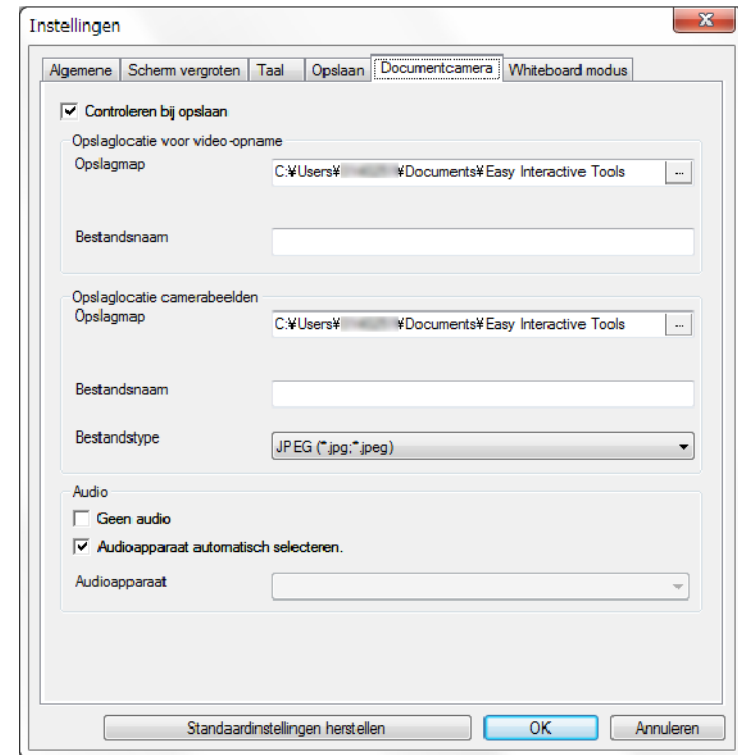 Instellingen
Algemene Scherm vergroten Taal Opslaan Documentcamera Whiteboard modus
Controleren bij opslaan
Opslaglocatie voor video-opname
Opslagmap C:¥Users¥ ¥Documents¥Easy Interactive Tools ...
Bestandsnaam
Opslaglocatie camerabeelden
Opslagmap C:¥Users¥ ¥Documents¥Easy Interactive Tools ...
Bestandsnaam
Bestandstype JPEG (*.jpg;*.jpeg)
Audio
Geen audio
Audioapparaat automatisch selecteren.
Audioapparaat
Standaardinstellingen herstellen OK Annuleren